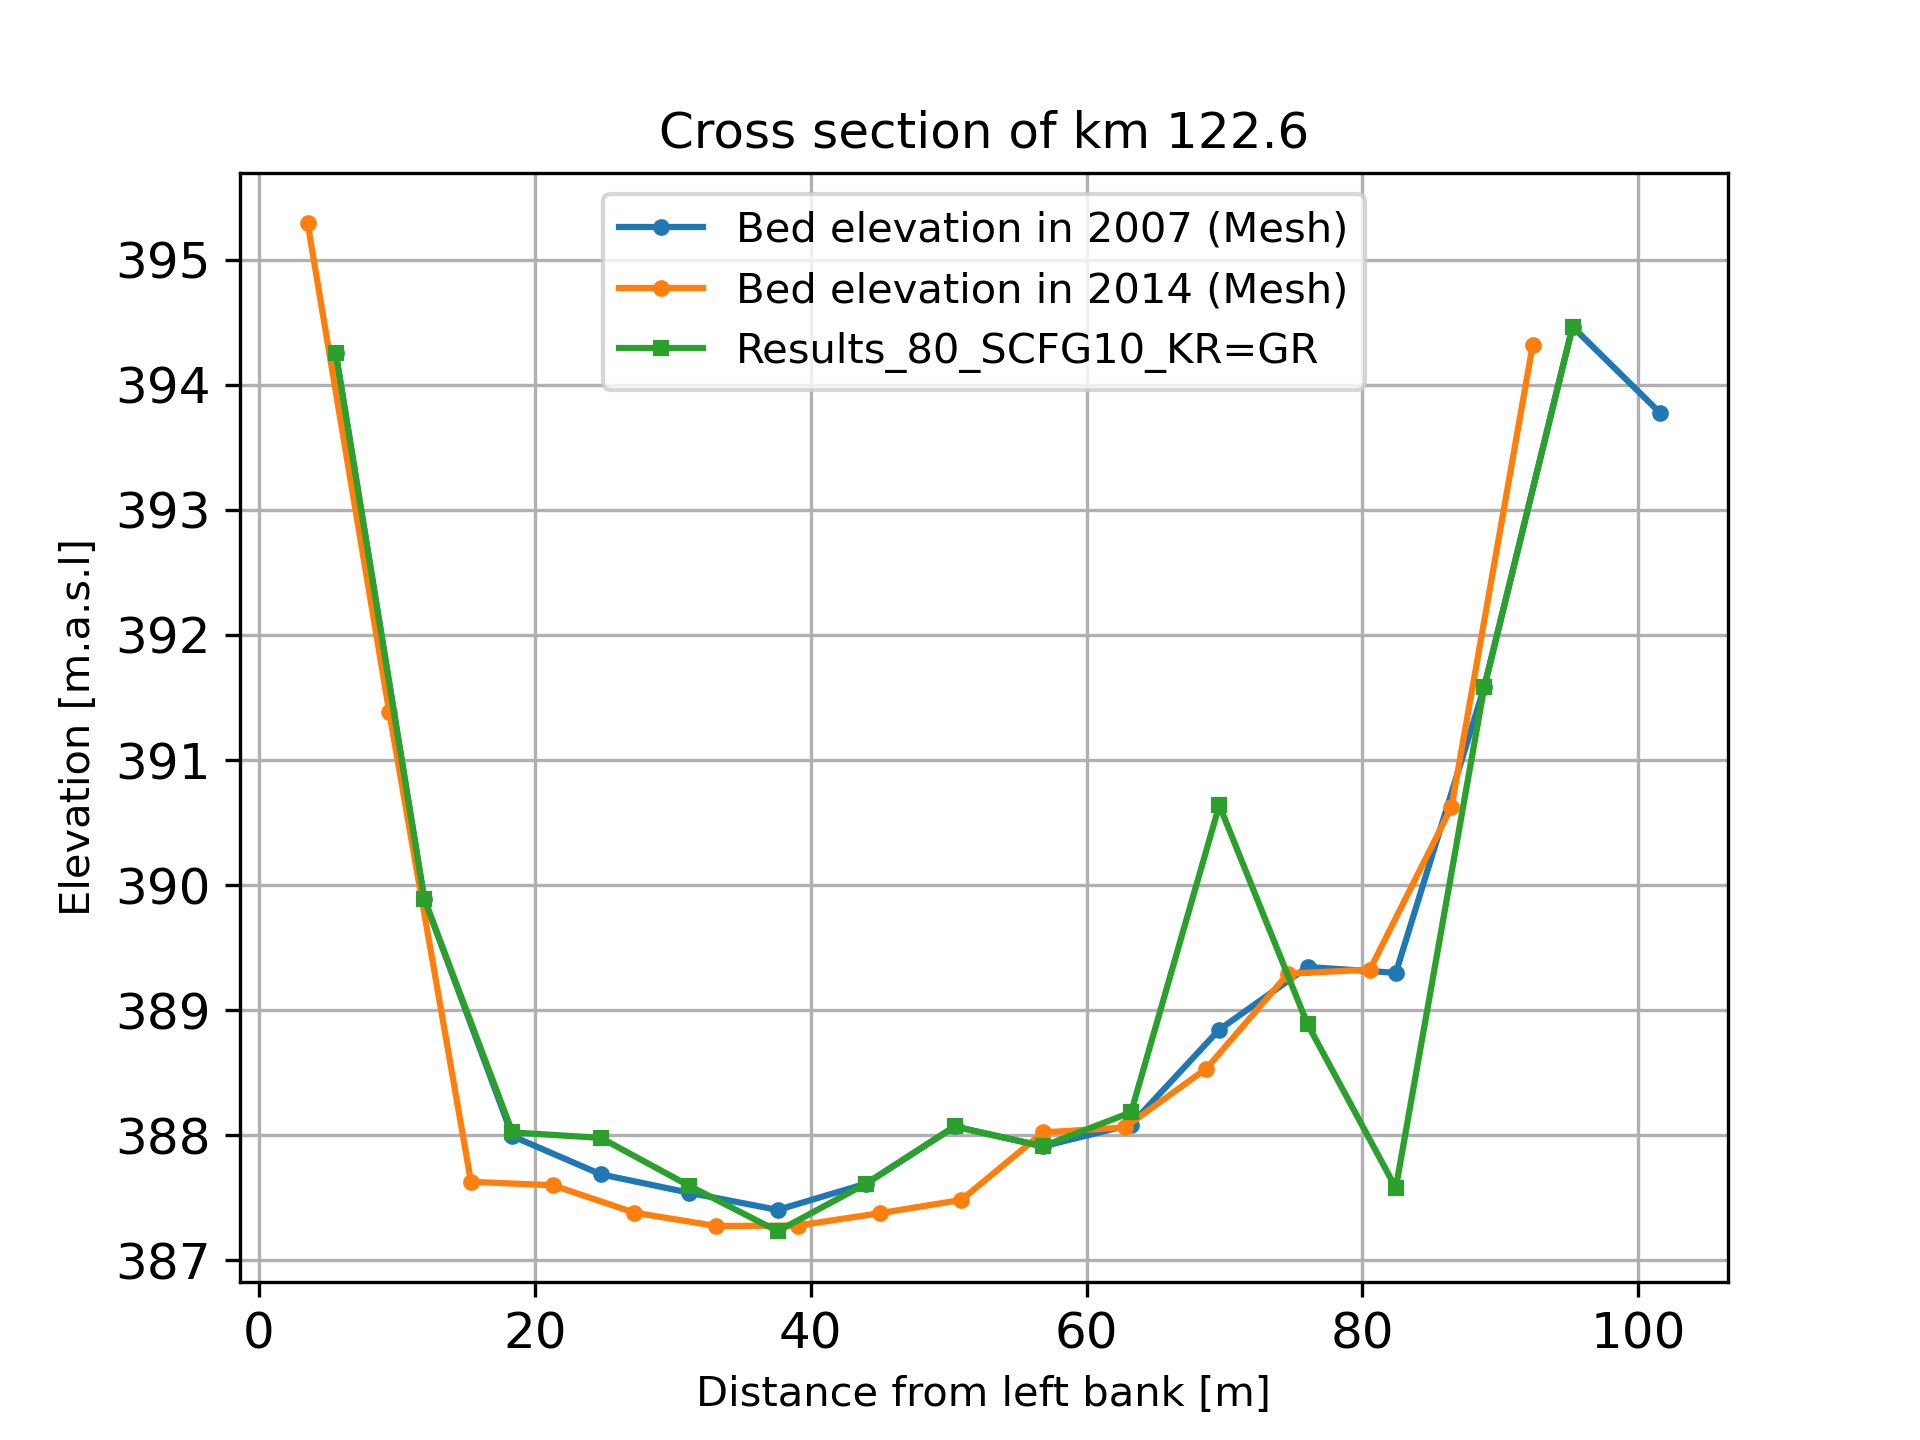 Cross section of km 122.6
Bed elevation in 2007 (Mesh)
Bed elevation in 2014 (Mesh)
Results_80_SCFG10_KR=GR
Elevation [m.a.s.l]
395
394
393
392
391
390
389
388
387
0 20 40 60 80 100
Distance from left bank [m]